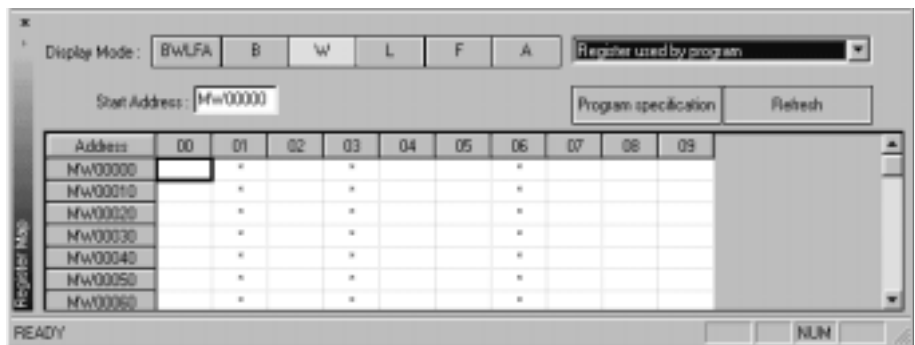 Display Mode : BWLFA B W L F A Register used by program
Start Address : MW00000 Program specification Refresh
Address 00 01 02 03 04 05 06 07 08 09
MW00000 * * *
MW00010 * * *
MW00020 * * *
MW00030 * * *
MW00040 * * *
MW00050 * * *
MW00060 * * *
Register Map
READY NUM